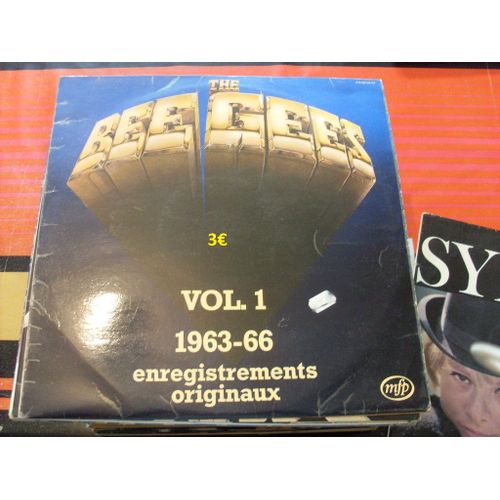 THE
BEE GEES
3€
VOL. 1
1963-66
enregistrements
originaux
mfp
SY